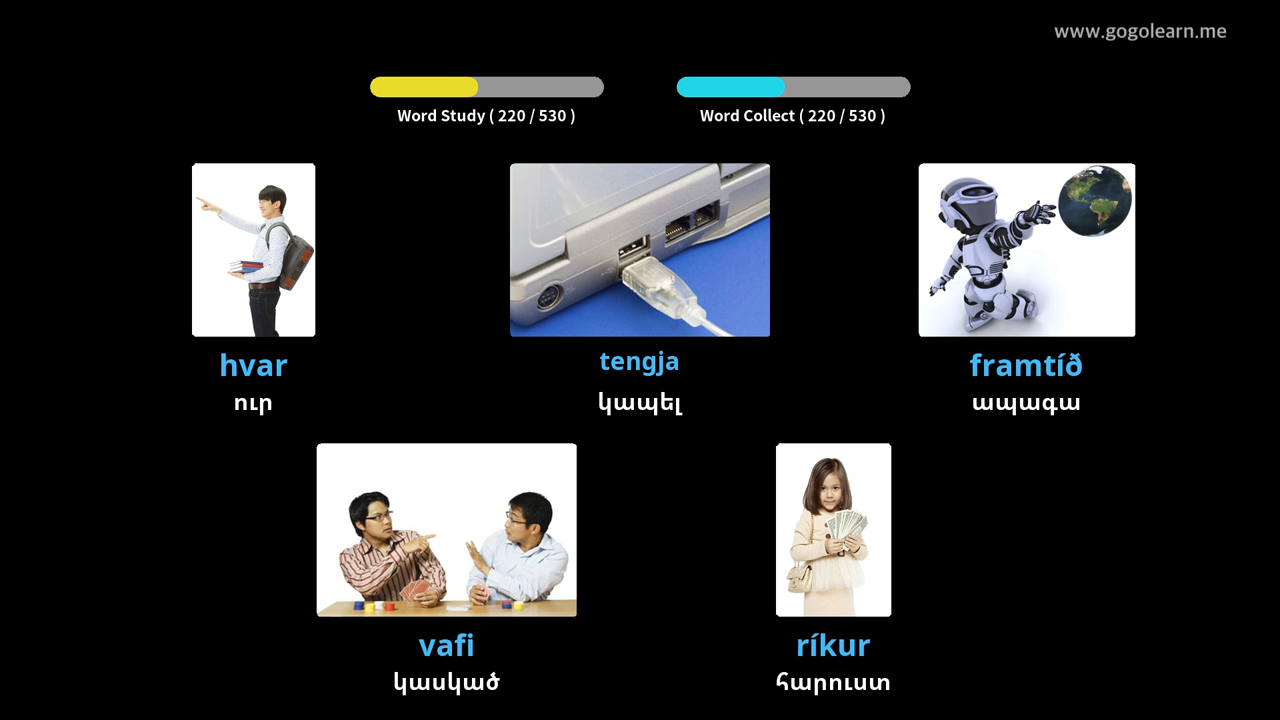 www.gogolearn.me
Word Study ( 220 / 530 )
Word Collect ( 220 / 530 )
hvar
ուր
tengja
կապել
framtíð
ապագա
vafi
կասկած
ríkur
հարուստ